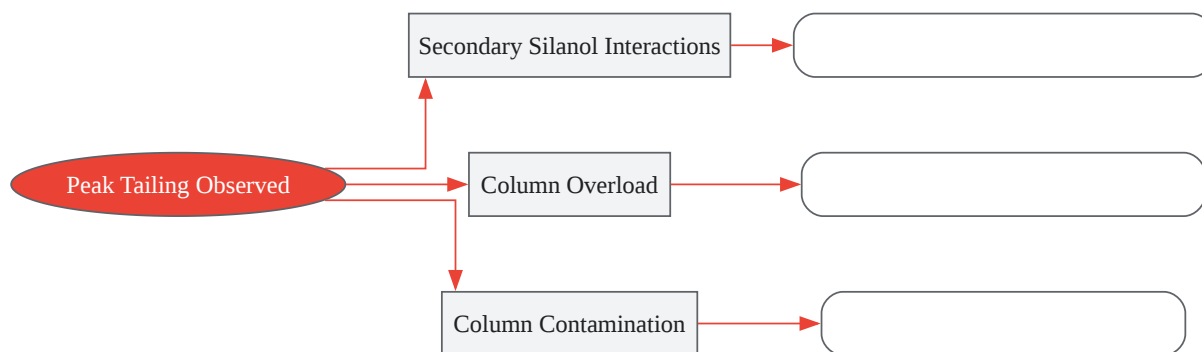 Secondary Silanol Interactions
Peak Tailing Observed
Column Overload
Column Contamination